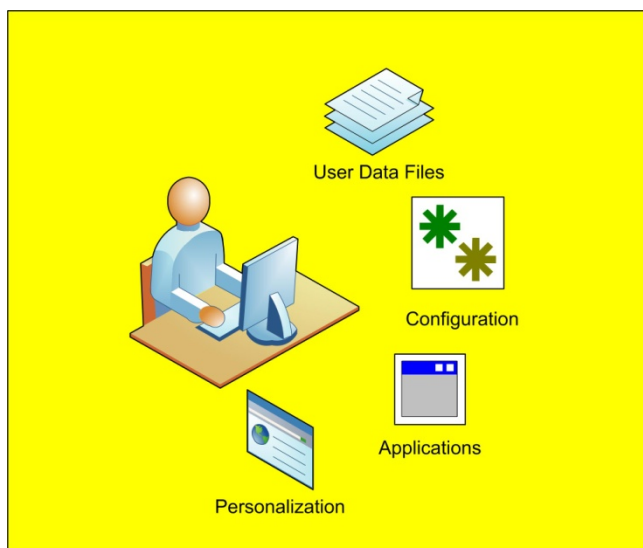 User Data Files
Configuration
Applications
Personalization